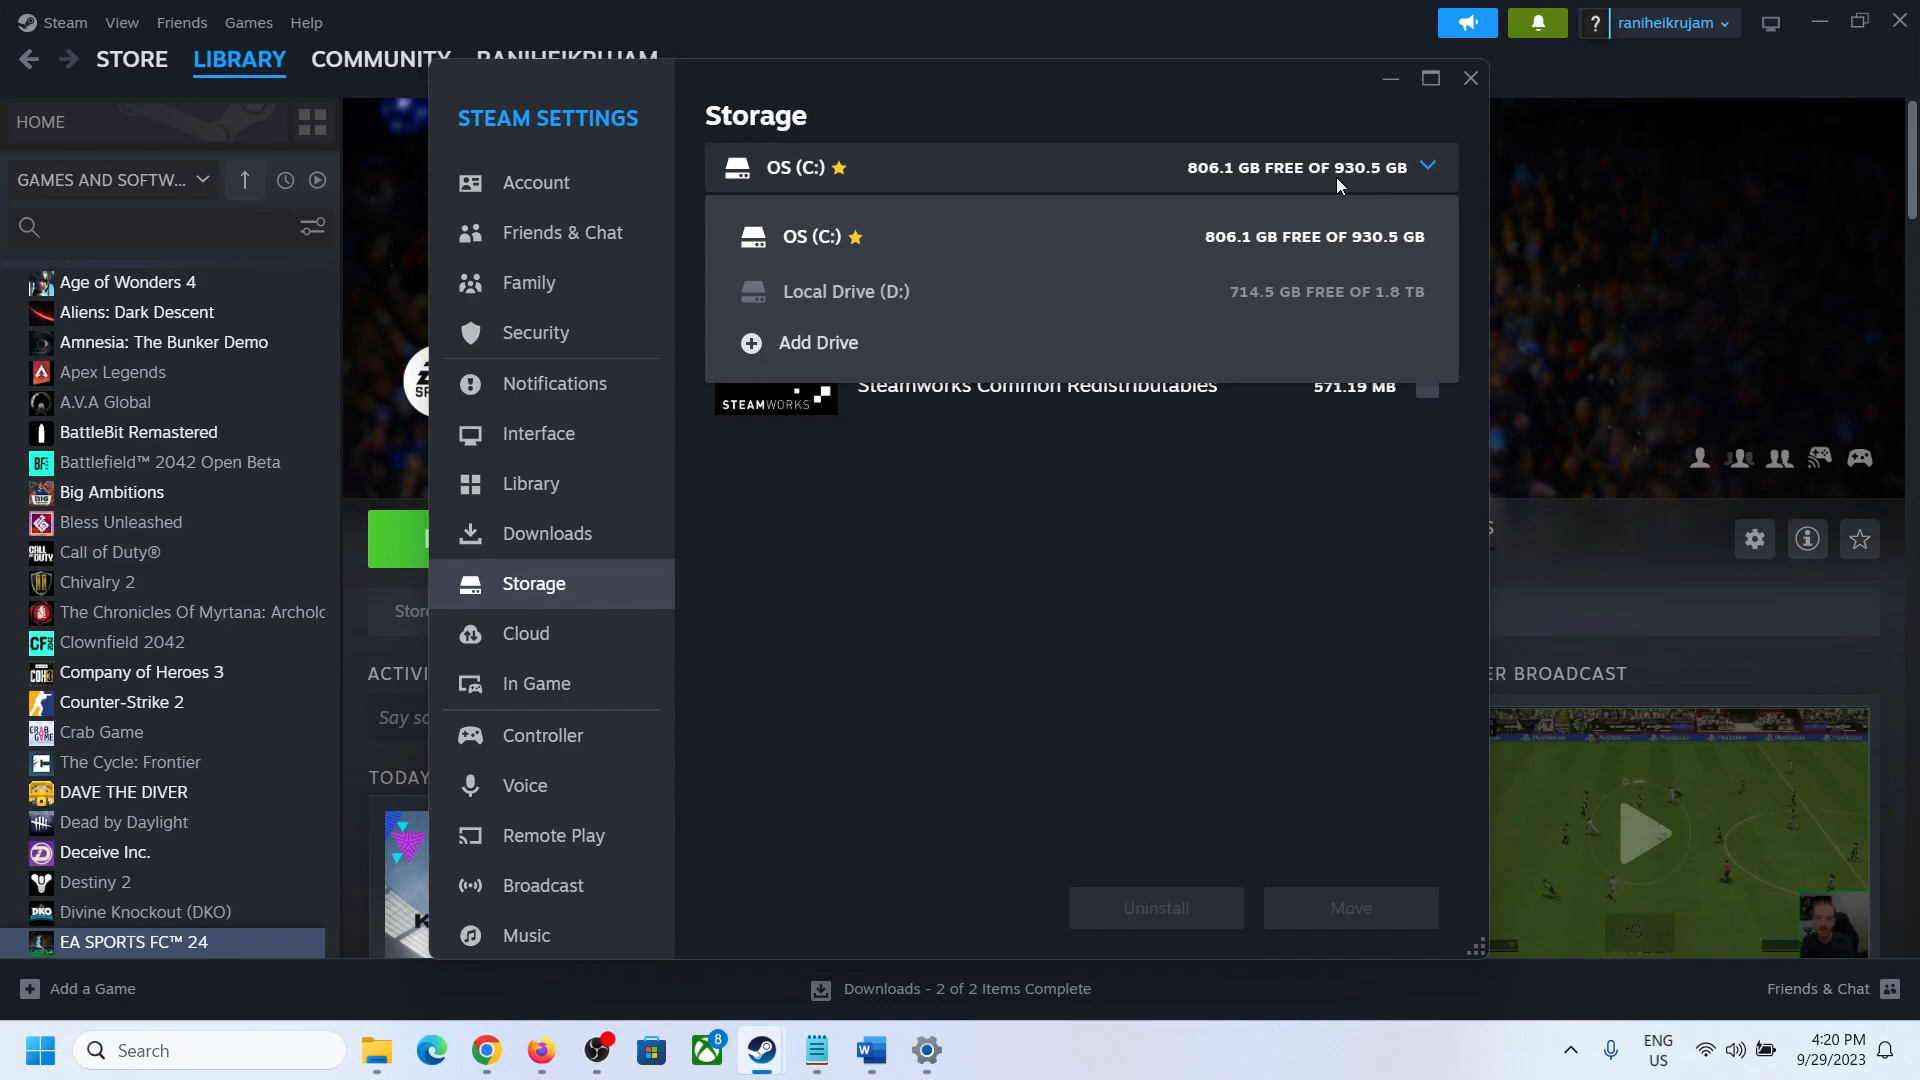 Steam View Friends Games Help
? raniheikrujam
STORE LIBRARY COMMUNITY RANIHEIKRUJAM
HOME
GAMES AND SOFTW...
Age of Wonders 4
Aliens: Dark Descent
Amnesia: The Bunker Demo
Apex Legends
A.V.A Global
BattleBit Remastered
Battlefield™ 2042 Open Beta
Big Ambitions
Bless Unleashed
Call of Duty®
Chivalry 2
The Chronicles Of Myrtana: Archolo
Clownfield 2042
Company of Heroes 3
Counter-Strike 2
Crab Game
The Cycle: Frontier
DAVE THE DIVER
Dead by Daylight
Deceive Inc.
Destiny 2
Divine Knockout (DKO)
EA SPORTS FC™ 24
STEAM SETTINGS
Account
Friends & Chat
Family
Security
Notifications
Interface
Library
Downloads
Storage
Cloud
In Game
Controller
Voice
Remote Play
Broadcast
Music
Storage
OS (C:) 806.1 GB FREE OF 930.5 GB
OS (C:) 806.1 GB FREE OF 930.5 GB
Local Drive (D:) 714.5 GB FREE OF 1.8 TB
Add Drive
STEAMWORKS Steamworks Common Redistributables 571.19 MB
Uninstall Move
Stor
ACTIVI
Say so
TODAY
ER BROADCAST
Add a Game
Downloads - 2 of 2 Items Complete
Friends & Chat
Search
8
ENG
US
4:20 PM
9/29/2023